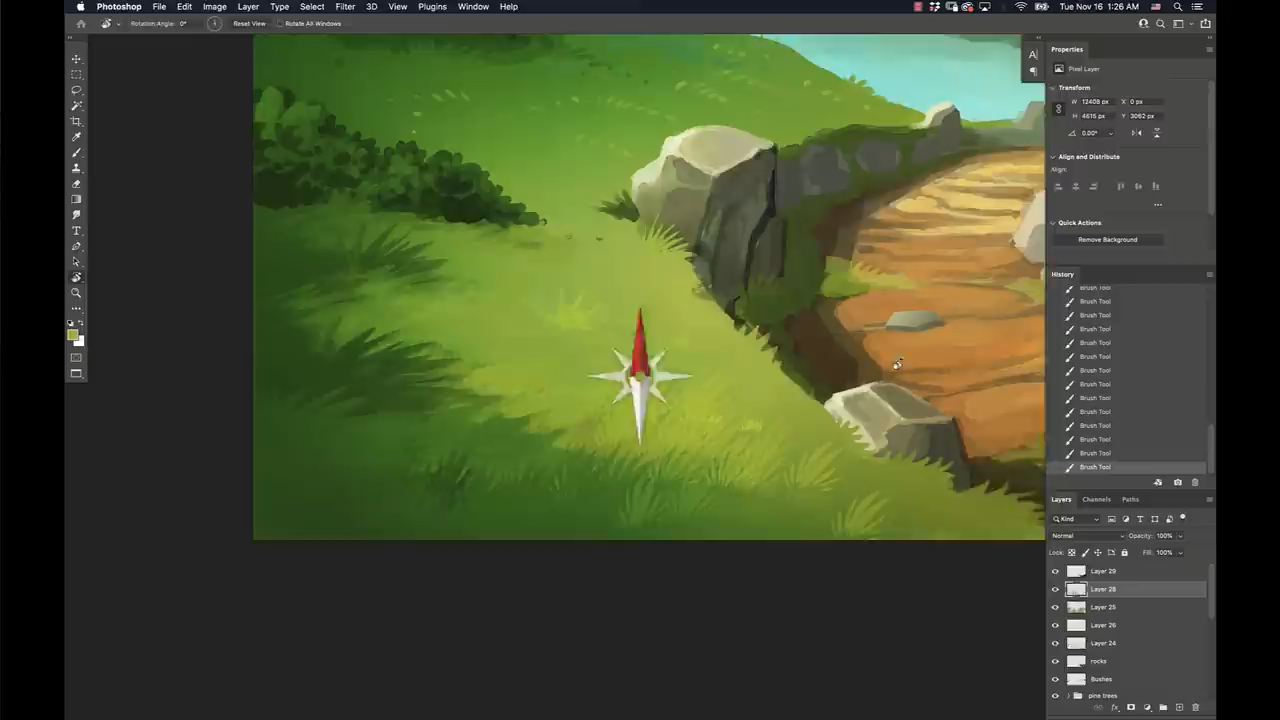 Photoshop File Edit Image Layer Type Select Filter 3D View Plugins Window Help Tue Nov 16 1:26 AM
Rotation Angle: 0° Reset View Rotate All Windows
Properties
Pixel Layer
Transform
W 12408 px X 0 px
H 4615 px Y 3062 px
0.00°
Align and Distribute
Align:
Quick Actions
Remove Background
History
Brush Tool
Brush Tool
Brush Tool
Brush Tool
Brush Tool
Brush Tool
Brush Tool
Brush Tool
Brush Tool
Brush Tool
Brush Tool
Brush Tool
Brush Tool
Brush Tool
Layers Channels Paths
Kind
Normal Opacity: 100%
Lock: Fill: 100%
Layer 29
Layer 28
Layer 25
Layer 26
Layer 24
rocks
Bushes
pine trees